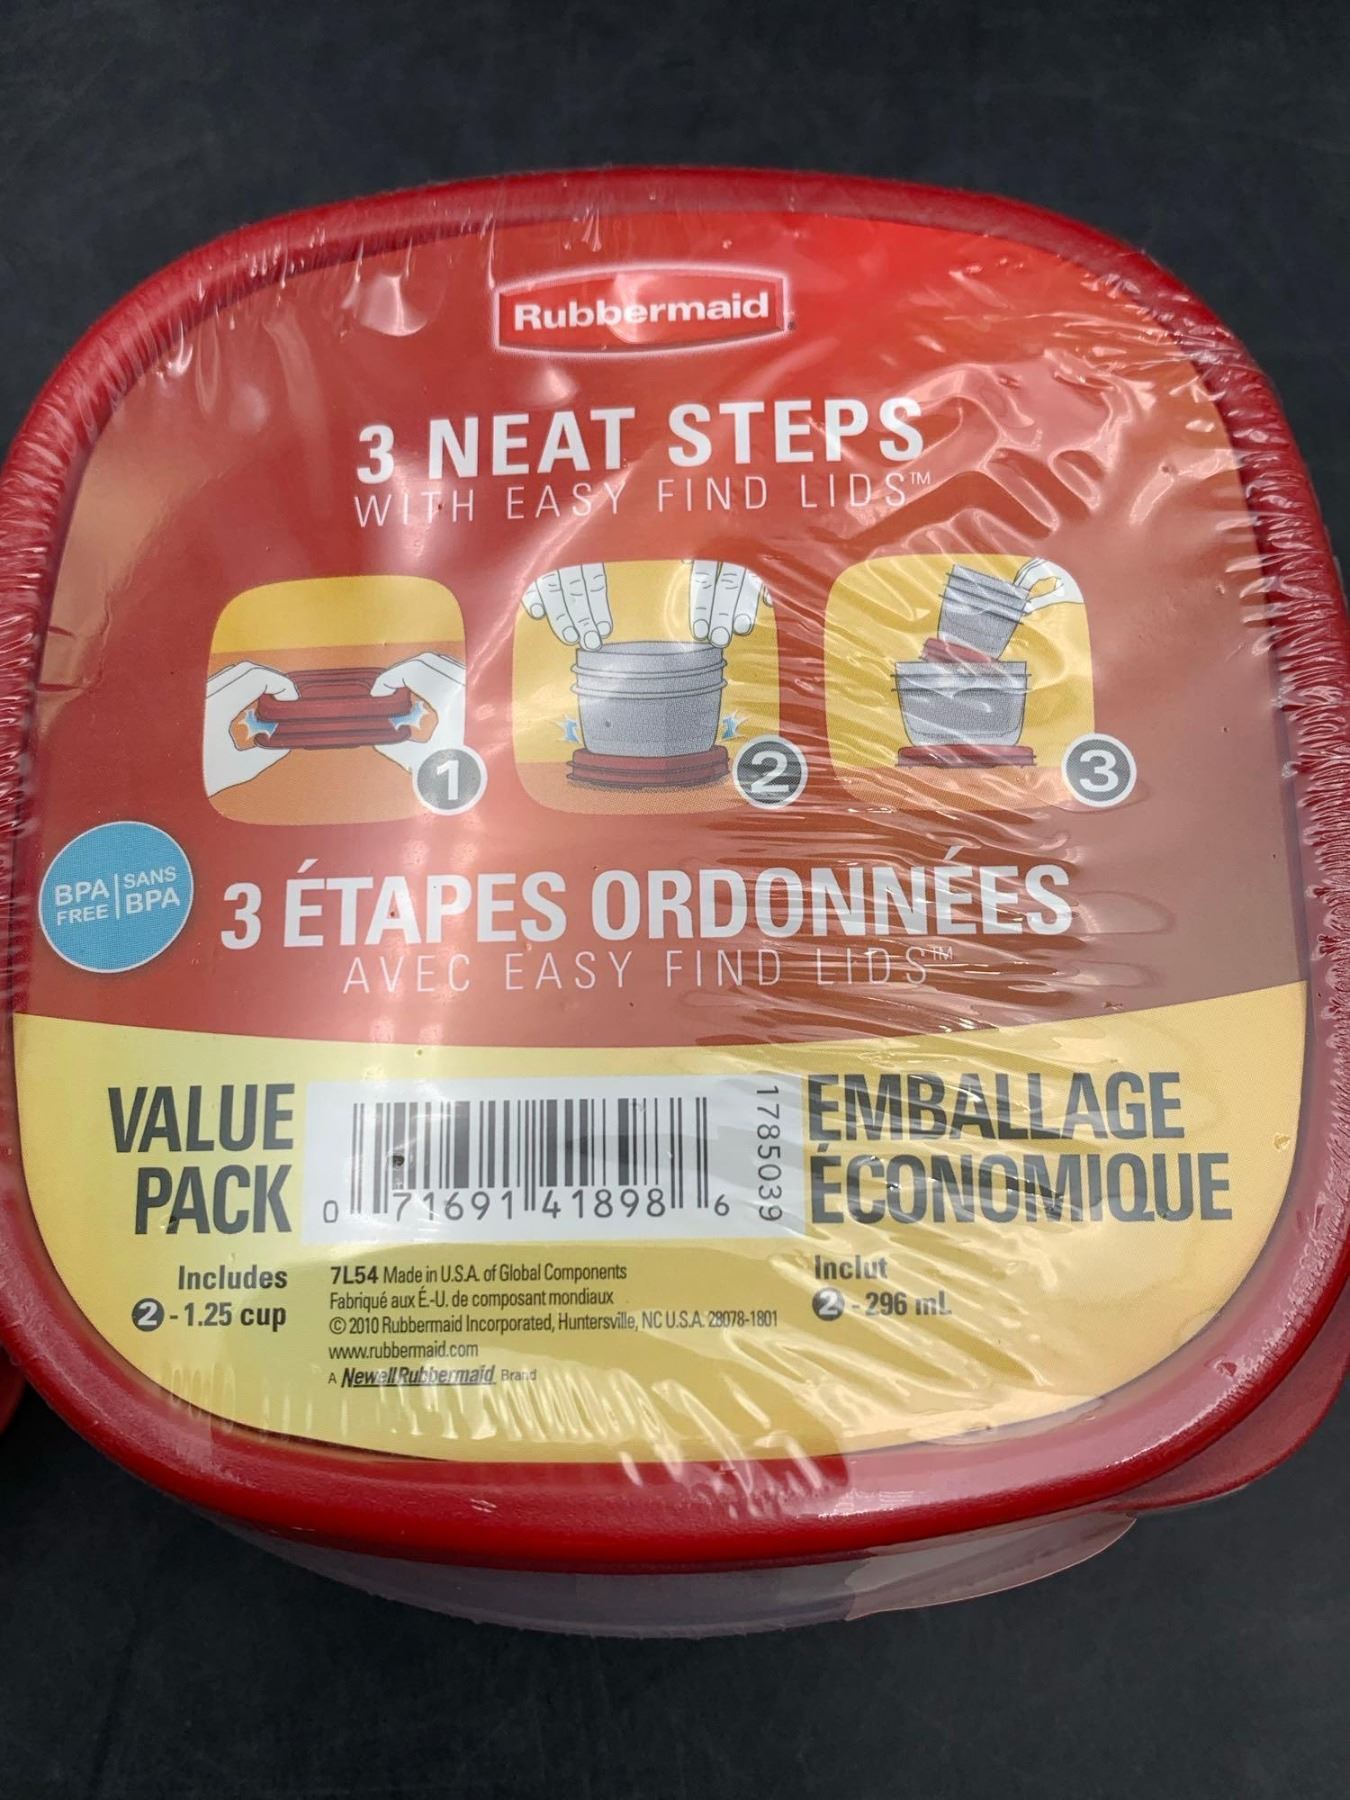 Rubbermaid
3 NEAT STEPS
WITH EASY FIND LIDS™
1 2 3
BPA FREE | SANS BPA
3 ÉTAPES ORDONNÉES
AVEC EASY FIND LIDS™
VALUE
PACK
Includes
2 - 1.25 cup
0 71691 41898 6
1785039
7L54 Made in U.S.A. of Global Components
Fabriqué aux É.-U. de composant mondiaux
© 2010 Rubbermaid Incorporated, Huntersville, NC U.S.A. 28078-1801
www.rubbermaid.com
A NewellRubbermaid Brand
EMBALLAGE
ÉCONOMIQUE
Inclut
2 - 296 mL